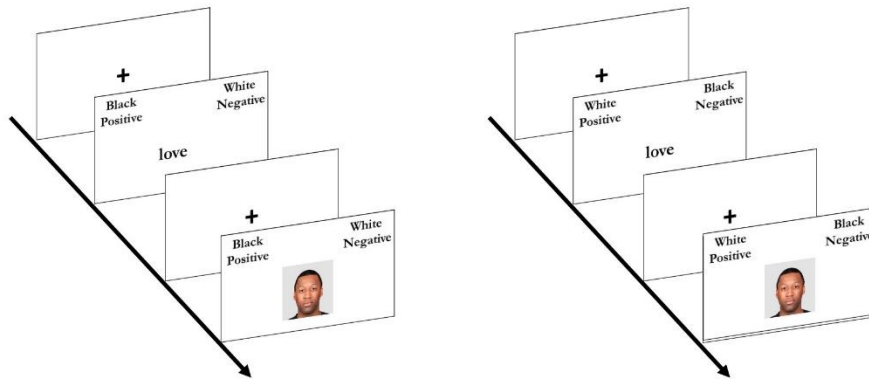 +
Black
Positive
White
Negative
love
+
Black
Positive
White
Negative
+
White
Positive
Black
Negative
love
+
White
Positive
Black
Negative